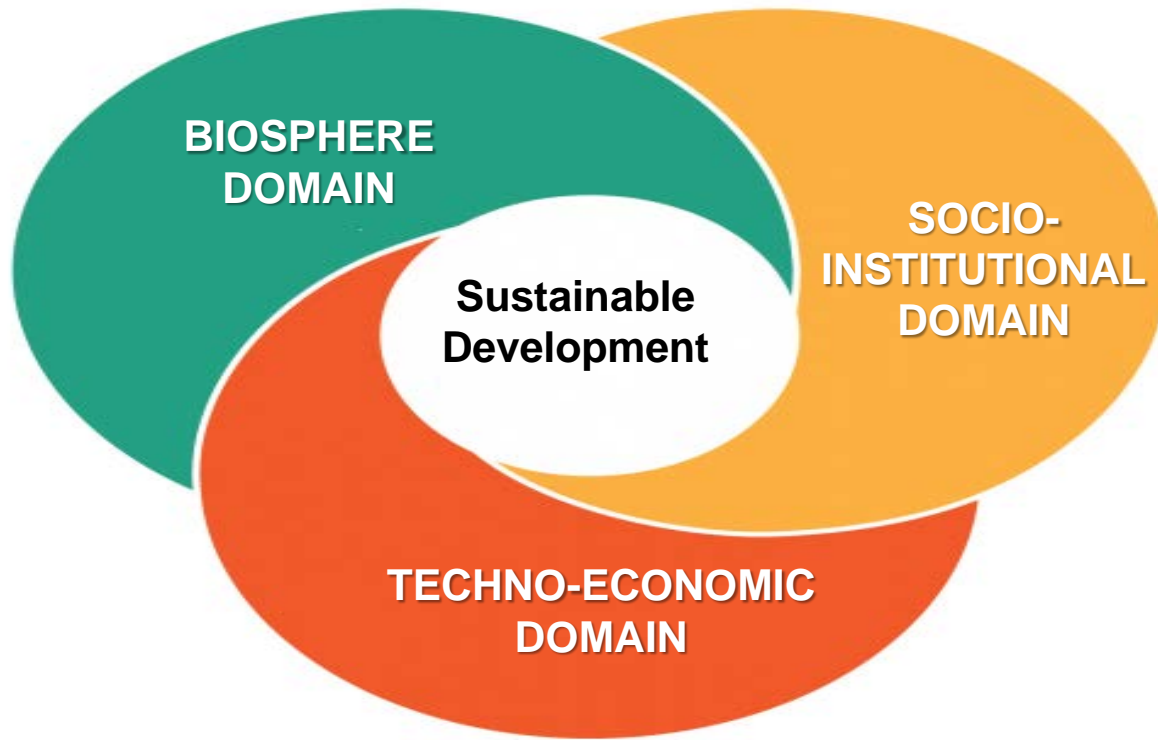 BIOSPHERE
DOMAIN
SOCIO-
INSTITUTIONAL
DOMAIN
Sustainable
Development
TECHNO-ECONOMIC
DOMAIN